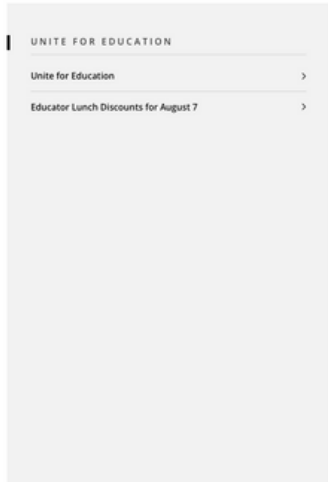 UNITE FOR EDUCATION
Unite for Education
Educator Lunch Discounts for August 7